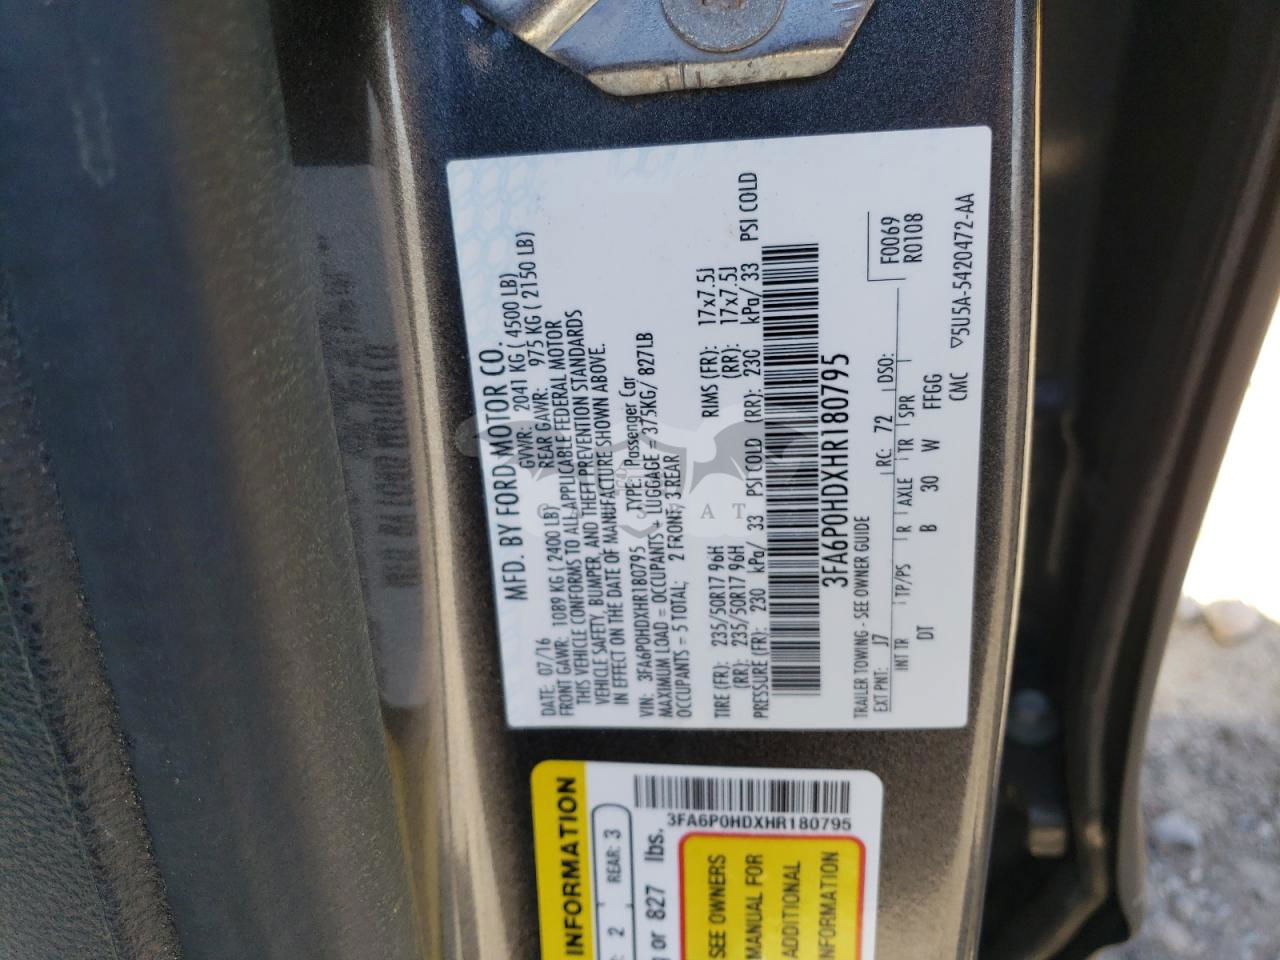 MFD. BY FORD MOTOR CO.
DATE: 07/16 GVWR: 2041 KG ( 4500 LB)
FRONT GAWR: 1089 KG ( 2400 LB) REAR GAWR: 975 KG ( 2150 LB)
THIS VEHICLE CONFORMS TO ALL APPLICABLE FEDERAL MOTOR
VEHICLE SAFETY, BUMPER, AND THEFT PREVENTION STANDARDS
IN EFFECT ON THE DATE OF MANUFACTURE SHOWN ABOVE.
VIN: 3FA6P0HDXHR180795 TYPE: Passenger Car
MAXIMUM LOAD = OCCUPANTS + LUGGAGE = 375KG/ 827LB
OCCUPANTS = 5 TOTAL; 2 FRONT, 3 REAR
TIRE (FR): 235/50R17 96H RIMS (FR): 17x7.5J
(RR): 235/50R17 96H (RR): 17x7.5J
PRESSURE (FR): 230 kPa/ 33 PSI COLD (RR): 230 kPa/ 33 PSI COLD
3FA6P0HDXHR180795
TRAILER TOWING - SEE OWNER GUIDE
EXT PNT: J7 RC: 72 DSO: F0069
R0108
INT TR TP/PS R AXLE TR SPR
DT B 30 W FFGG
CMC ▽5U5A-5420472-AA
INFORMATION
2 REAR: 3
or 827 lbs.
3FA6P0HDXHR180795
SEE OWNERS
MANUAL FOR
ADDITIONAL
INFORMATION